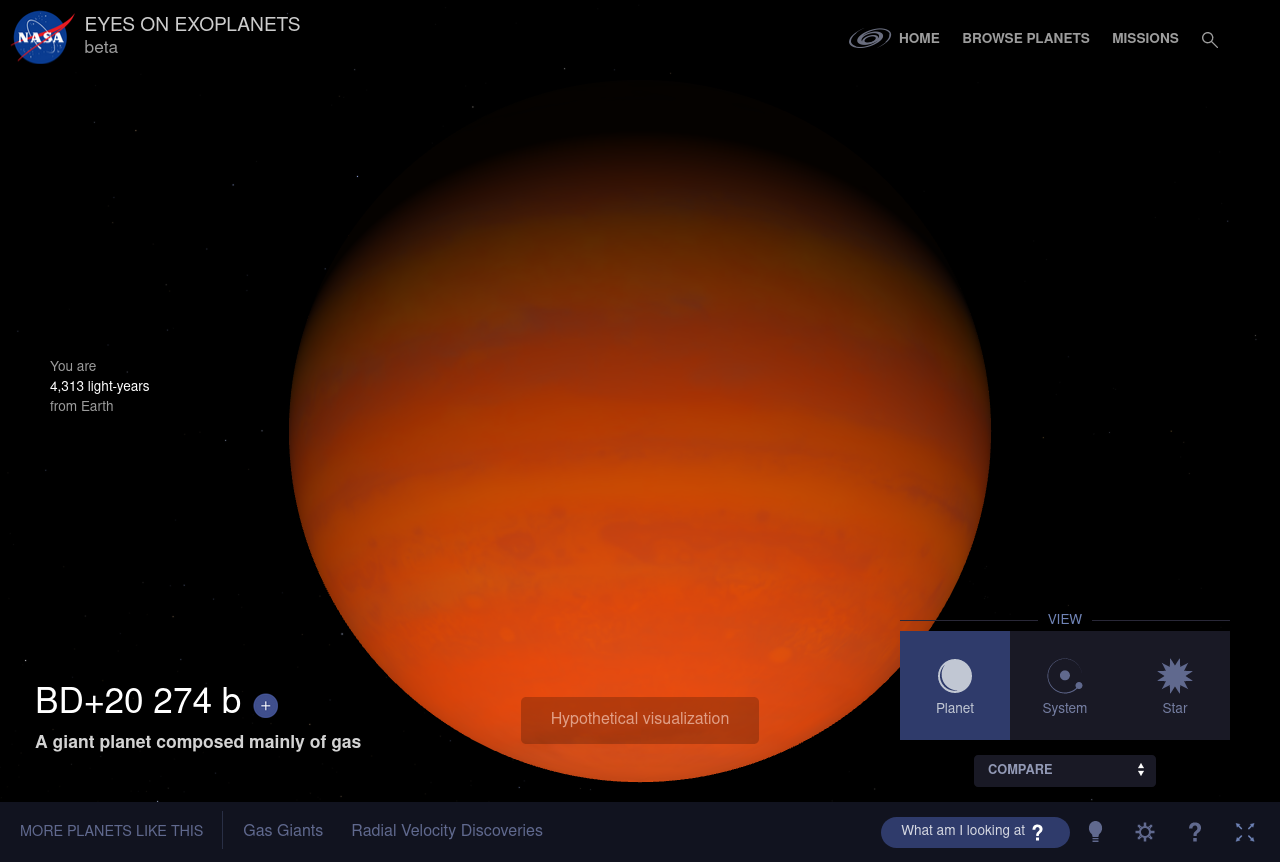 NASA
EYES ON EXOPLANETS
beta
HOME
BROWSE PLANETS
MISSIONS
You are
4,313 light-years
from Earth
VIEW
Planet
System
Star
BD+20 274 b +
A giant planet composed mainly of gas
Hypothetical visualization
COMPARE
MORE PLANETS LIKE THIS
Gas Giants
Radial Velocity Discoveries
What am I looking at ?
?